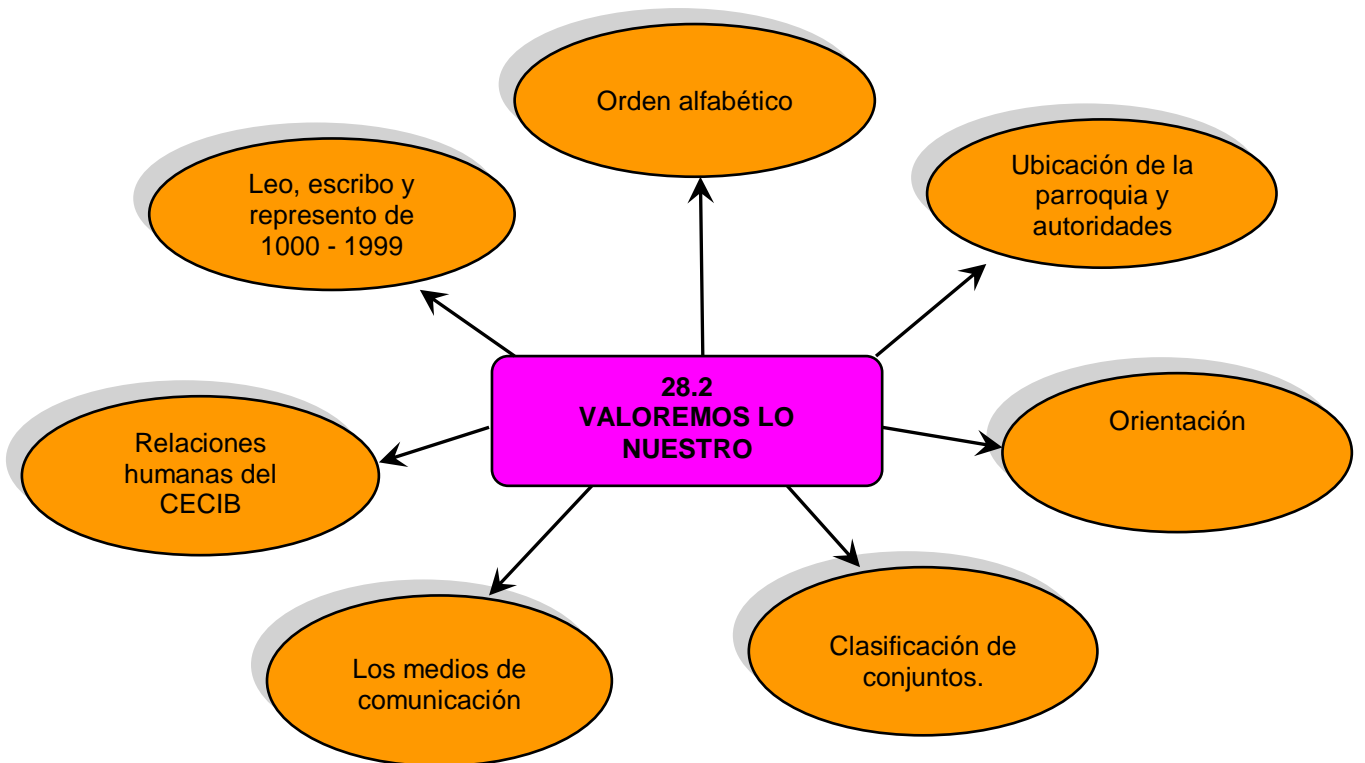 Orden alfabético
Leo, escribo y
represento de
1000 - 1999
Ubicación de la
parroquia y
autoridades
28.2
VALOREMOS LO
NUESTRO
Orientación
Relaciones
humanas del
CECIB
Los medios de
comunicación
Clasificación de
conjuntos.